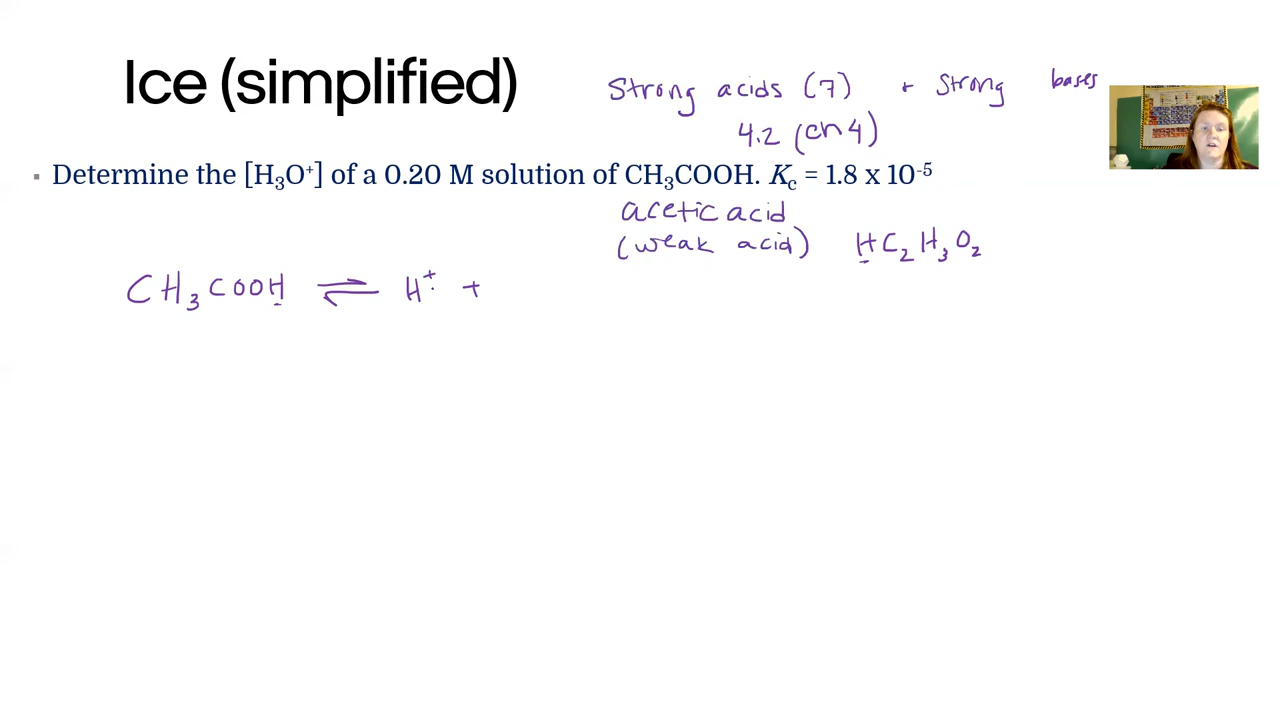 Ice (simplified)
Strong acids (7) + Strong bases
4.2 (ch 4)
▪ Determine the [H₃O⁺] of a 0.20 M solution of CH₃COOH. Kc = 1.8 x 10⁻⁵
acetic acid
(weak acid) HC₂H₃O₂
CH₃COOH ⇌ H⁺ +